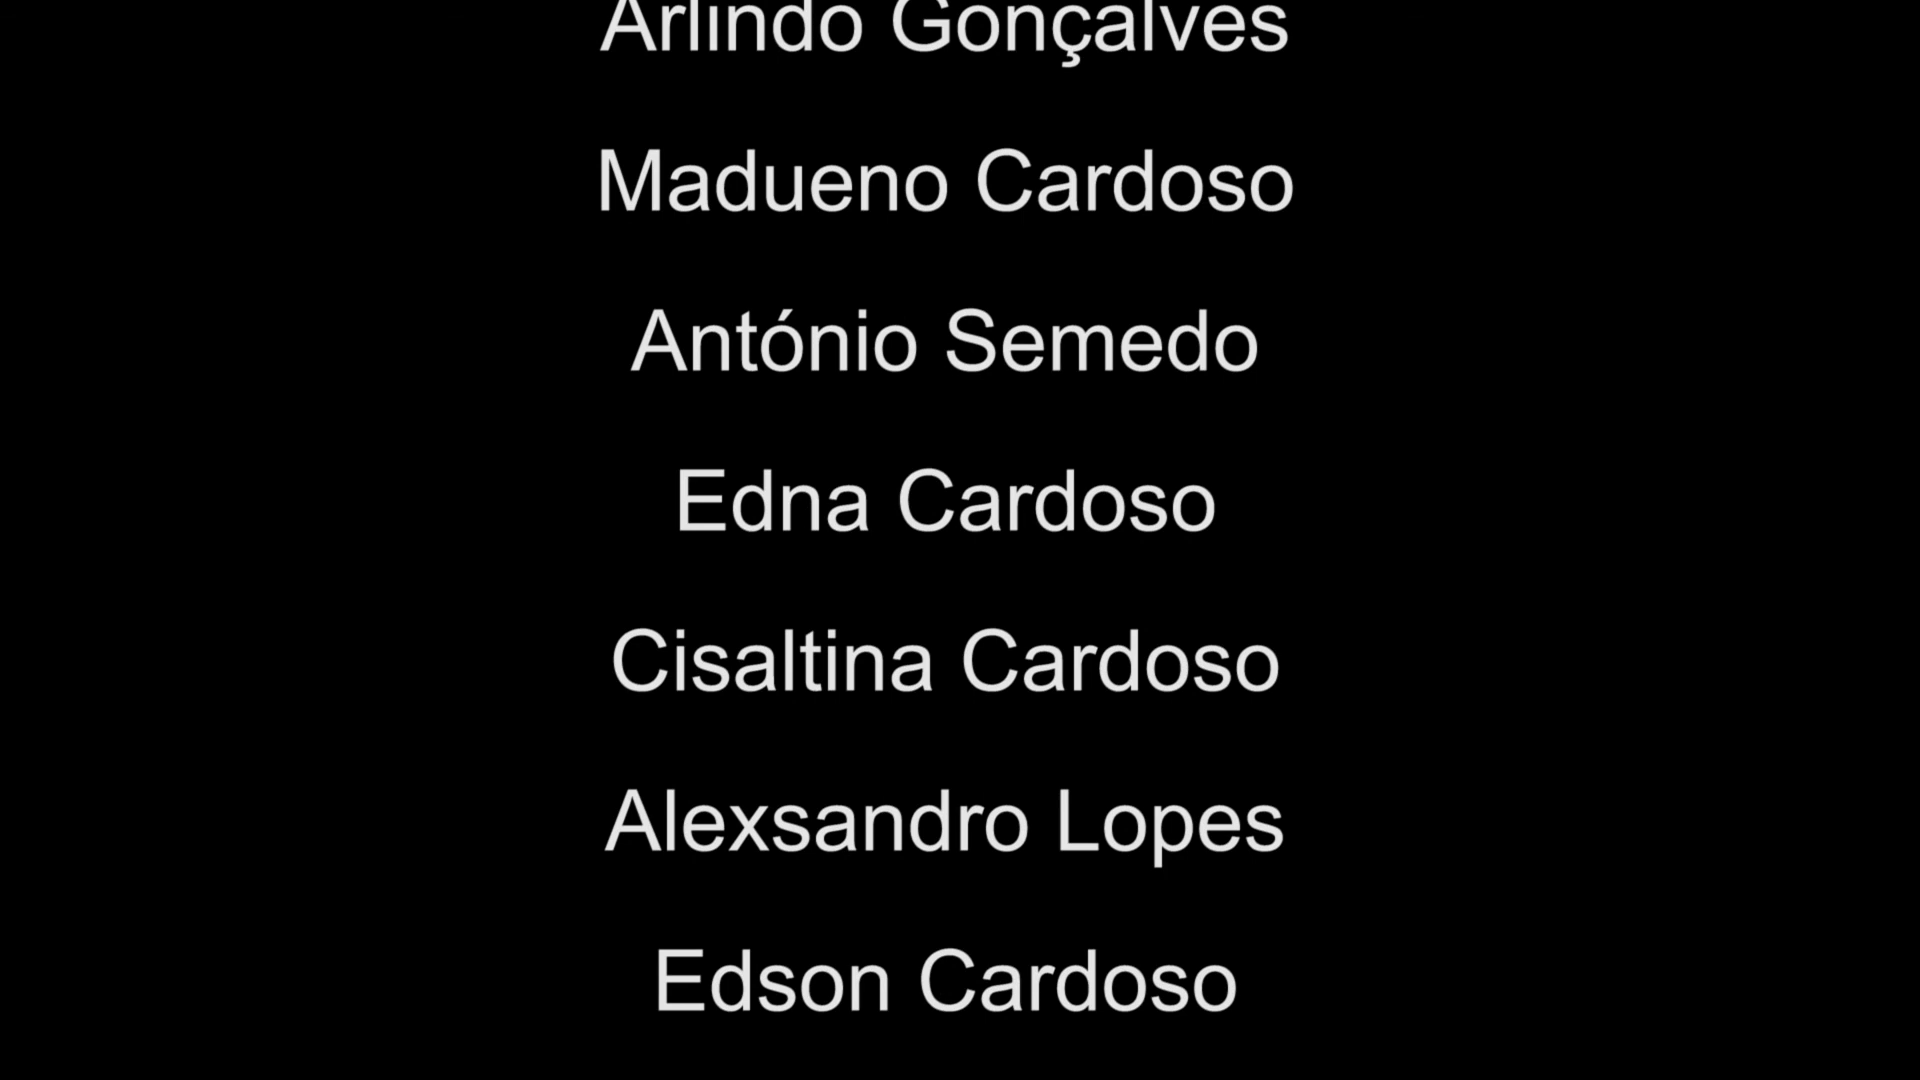 Arlindo Gonçalves
Madueno Cardoso
António Semedo
Edna Cardoso
Cisaltina Cardoso
Alexsandro Lopes
Edson Cardoso